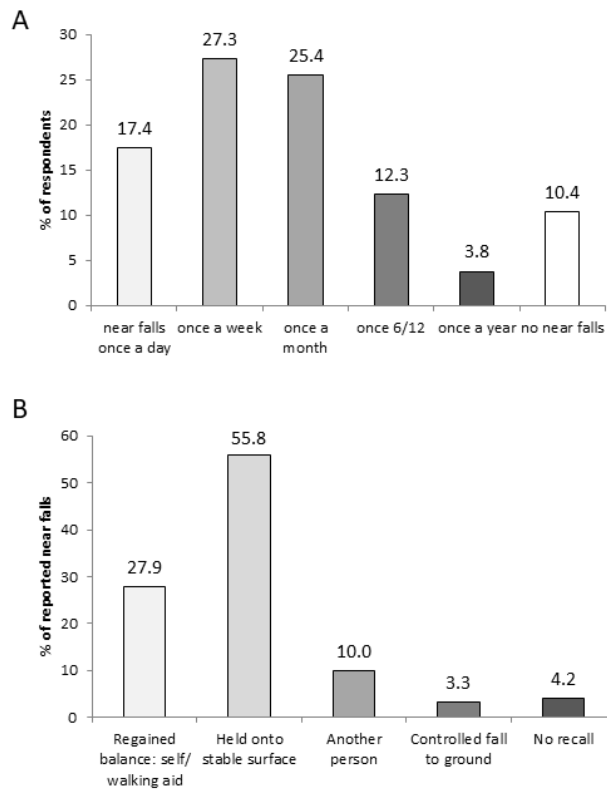 A
% of respondents
30
25
20
15
10
5
0
17.4
27.3
25.4
12.3
3.8
10.4
near falls
once a day
once a week
once a
month
once 6/12
once a year
no near falls
B
% of reported near falls
60
50
40
30
20
10
0
27.9
55.8
10.0
3.3
4.2
Regained
balance: self/
walking aid
Held onto
stable surface
Another
person
Controlled fall
to ground
No recall